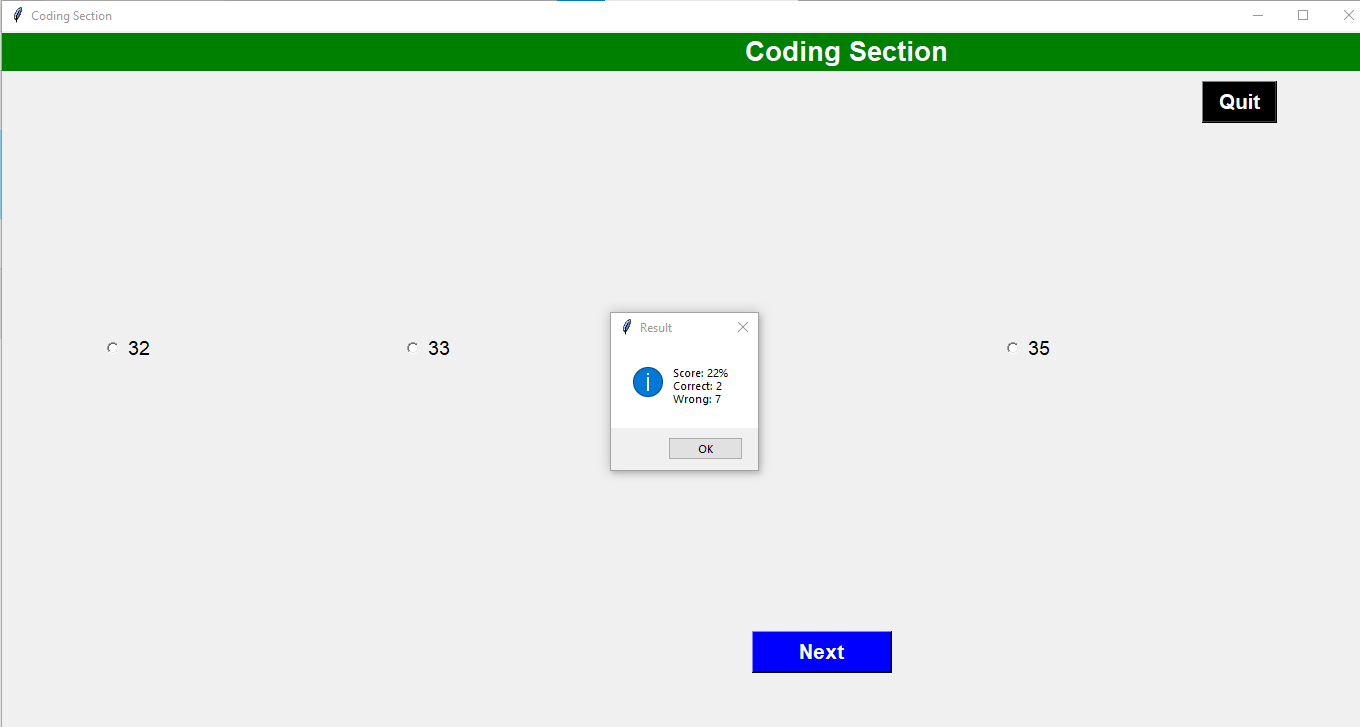 Coding Section
Coding Section
Quit
32 33 35
Result
Score: 22%
Correct: 2
Wrong: 7
OK
Next